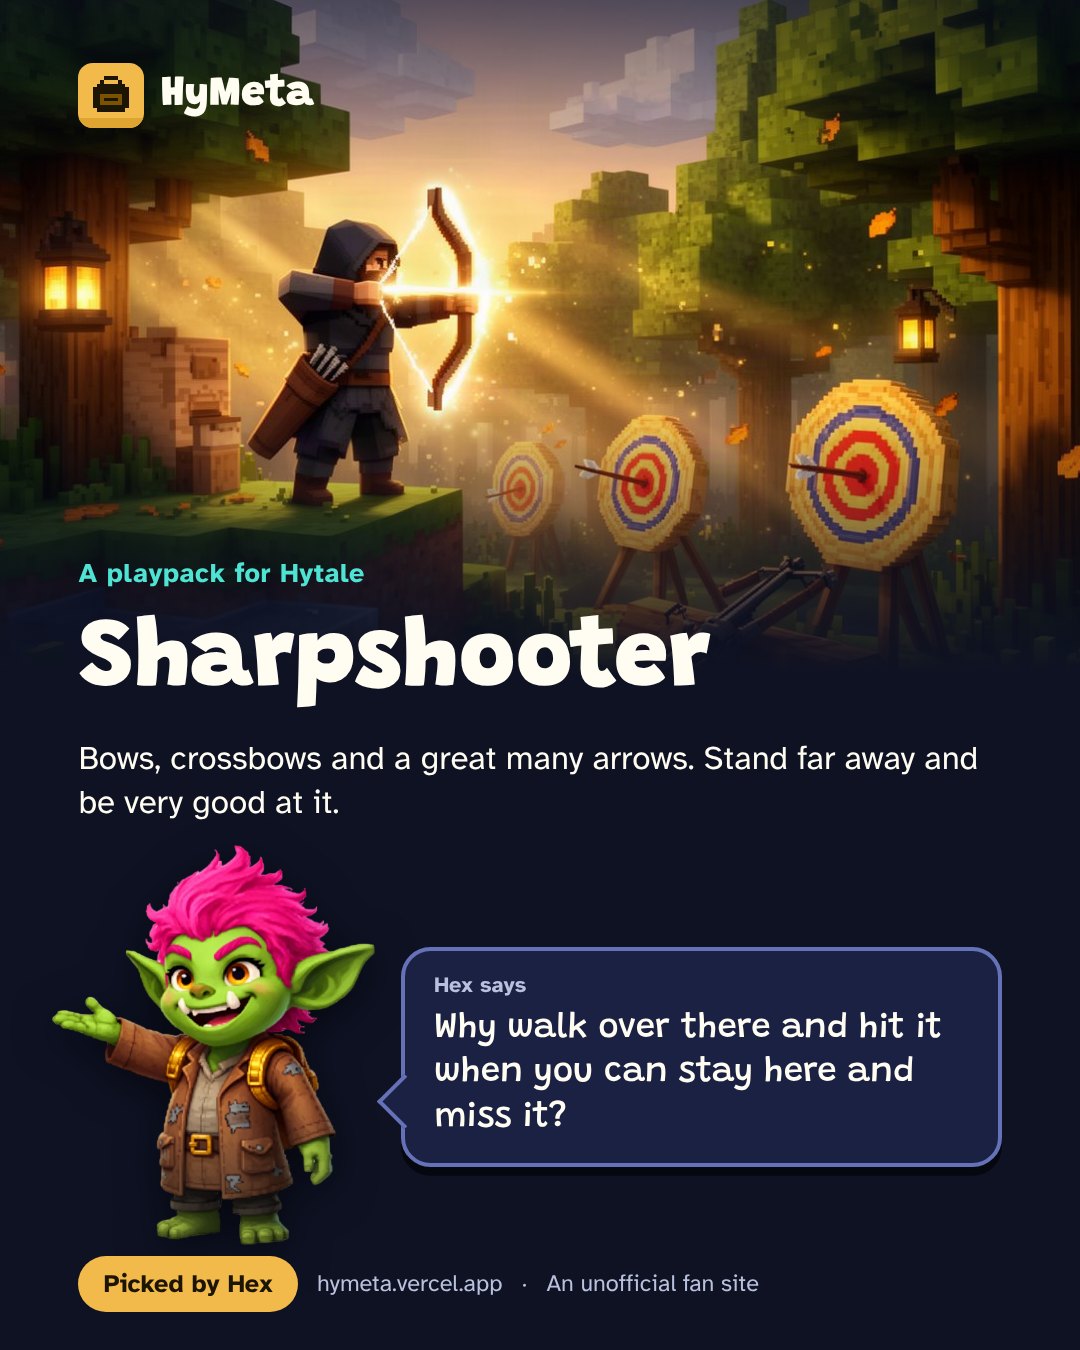 HyMeta
A playpack for Hytale
Sharpshooter
Bows, crossbows and a great many arrows. Stand far away and
be very good at it.
Hex says
Why walk over there and hit it
when you can stay here and
miss it?
Picked by Hex
hymeta.vercel.app · An unofficial fan site